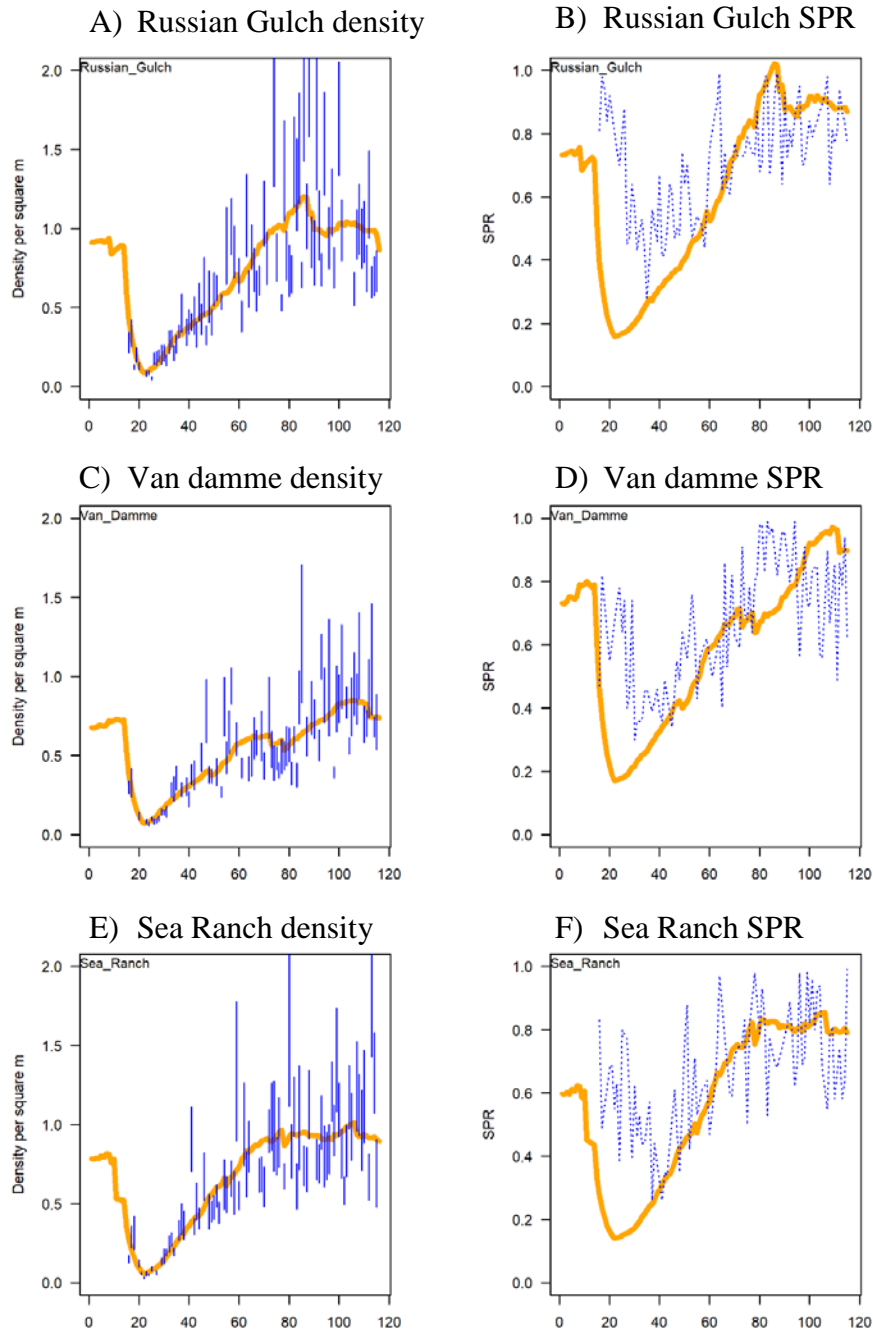 A) Russian Gulch density
B) Russian Gulch SPR
Russian_Gulch
2.0
1.5
1.0
0.5
0.0
Density per square m
0 20 40 60 80 100 120
Russian_Gulch
1.0
0.8
0.6
0.4
0.2
0.0
SPR
0 20 40 60 80 100 120
C) Van damme density
D) Van damme SPR
Van_Damme
2.0
1.5
1.0
0.5
0.0
Density per square m
0 20 40 60 80 100 120
Van_Damme
1.0
0.8
0.6
0.4
0.2
0.0
SPR
0 20 40 60 80 100 120
E) Sea Ranch density
F) Sea Ranch SPR
Sea_Ranch
2.0
1.5
1.0
0.5
0.0
Density per square m
0 20 40 60 80 100 120
Sea_Ranch
1.0
0.8
0.6
0.4
0.2
0.0
SPR
0 20 40 60 80 100 120